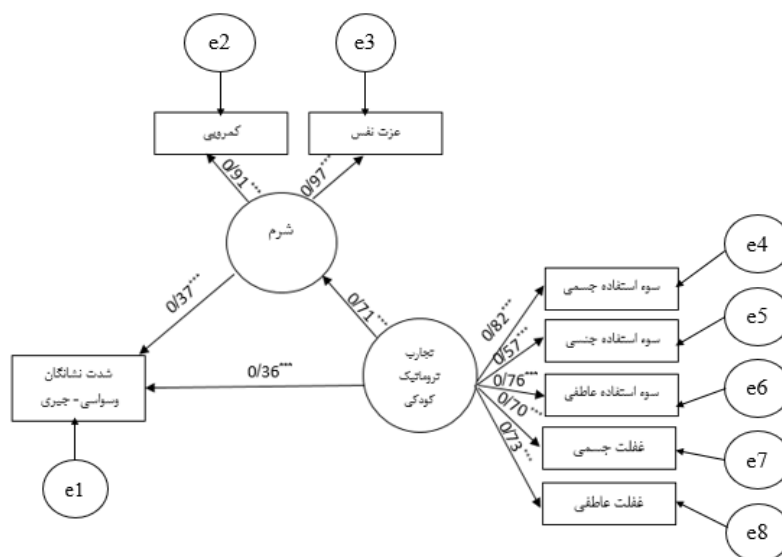 e2
e3
کمرویی
عزت نفس
0/91***
0/97***
شرم
0/37***
0/71***
e4
سوء استفاده جسمی
0/82***
e5
سوء استفاده جنسی
0/57***
تجارب
تروماتیک
کودکی
شدت نشانگان
وسواسی- جبری
0/36***
0/76***
سوء استفاده عاطفی
e6
0/70***
غفلت جسمی
e7
0/73***
غفلت عاطفی
e8
e1